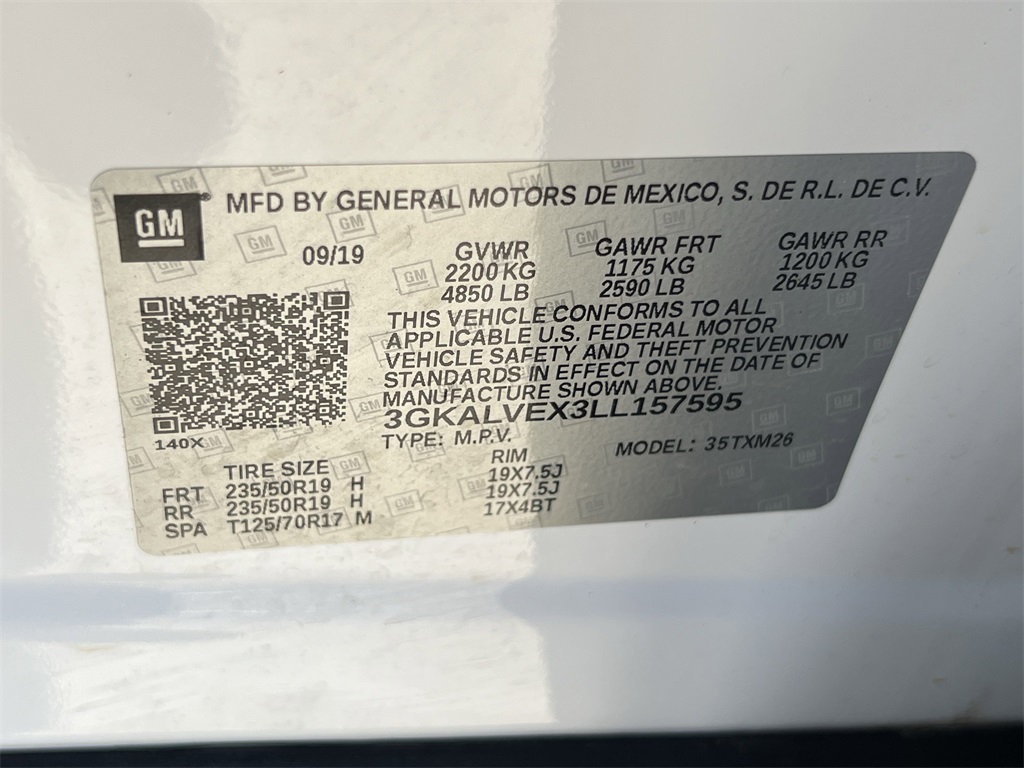 GM MFD BY GENERAL MOTORS DE MEXICO, S. DE R.L. DE C.V.
09/19 GVWR GAWR FRT GAWR RR
2200 KG 1175 KG 1200 KG
4850 LB 2590 LB 2645 LB
THIS VEHICLE CONFORMS TO ALL
APPLICABLE U.S. FEDERAL MOTOR
VEHICLE SAFETY AND THEFT PREVENTION
STANDARDS IN EFFECT ON THE DATE OF
MANUFACTURE SHOWN ABOVE.
3GKALVEX3LL157595
140X TYPE: M.P.V. MODEL: 35TXM26
TIRE SIZE RIM
FRT 235/50R19 H 19X7.5J
RR 235/50R19 H 19X7.5J
SPA T125/70R17 M 17X4BT